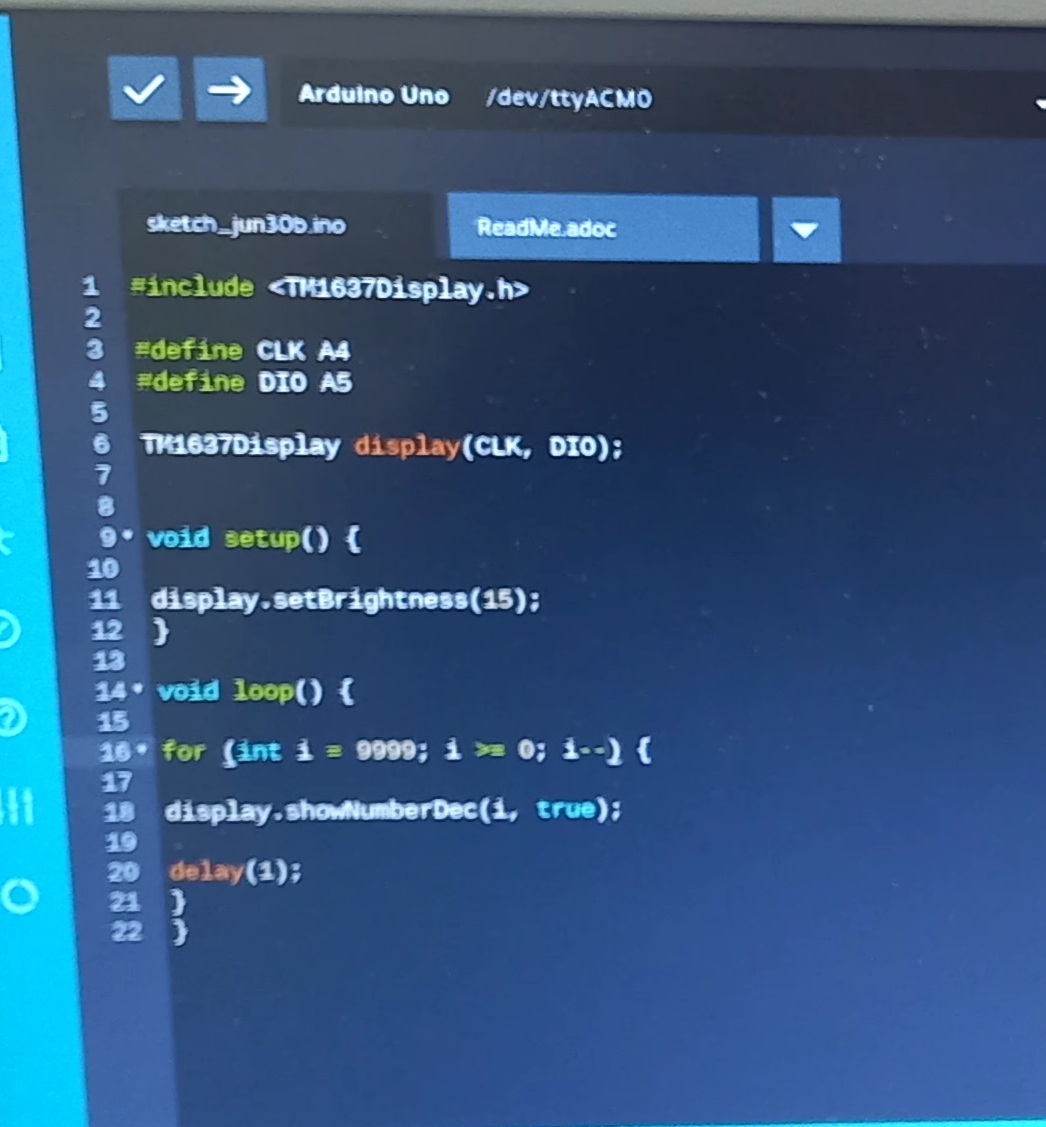 Arduino Uno /dev/ttyACM0
sketch_jun30b.ino ReadMe.adoc
1 #include <TM1637Display.h>
2
3 #define CLK A4
4 #define DIO A5
5
6 TM1637Display display(CLK, DIO);
7
8
9 void setup() {
10
11 display.setBrightness(15);
12 }
13
14 void loop() {
15
16 for (int i = 9999; i >= 0; i--) {
17
18 display.showNumberDec(i, true);
19
20 delay(1);
21 }
22 }